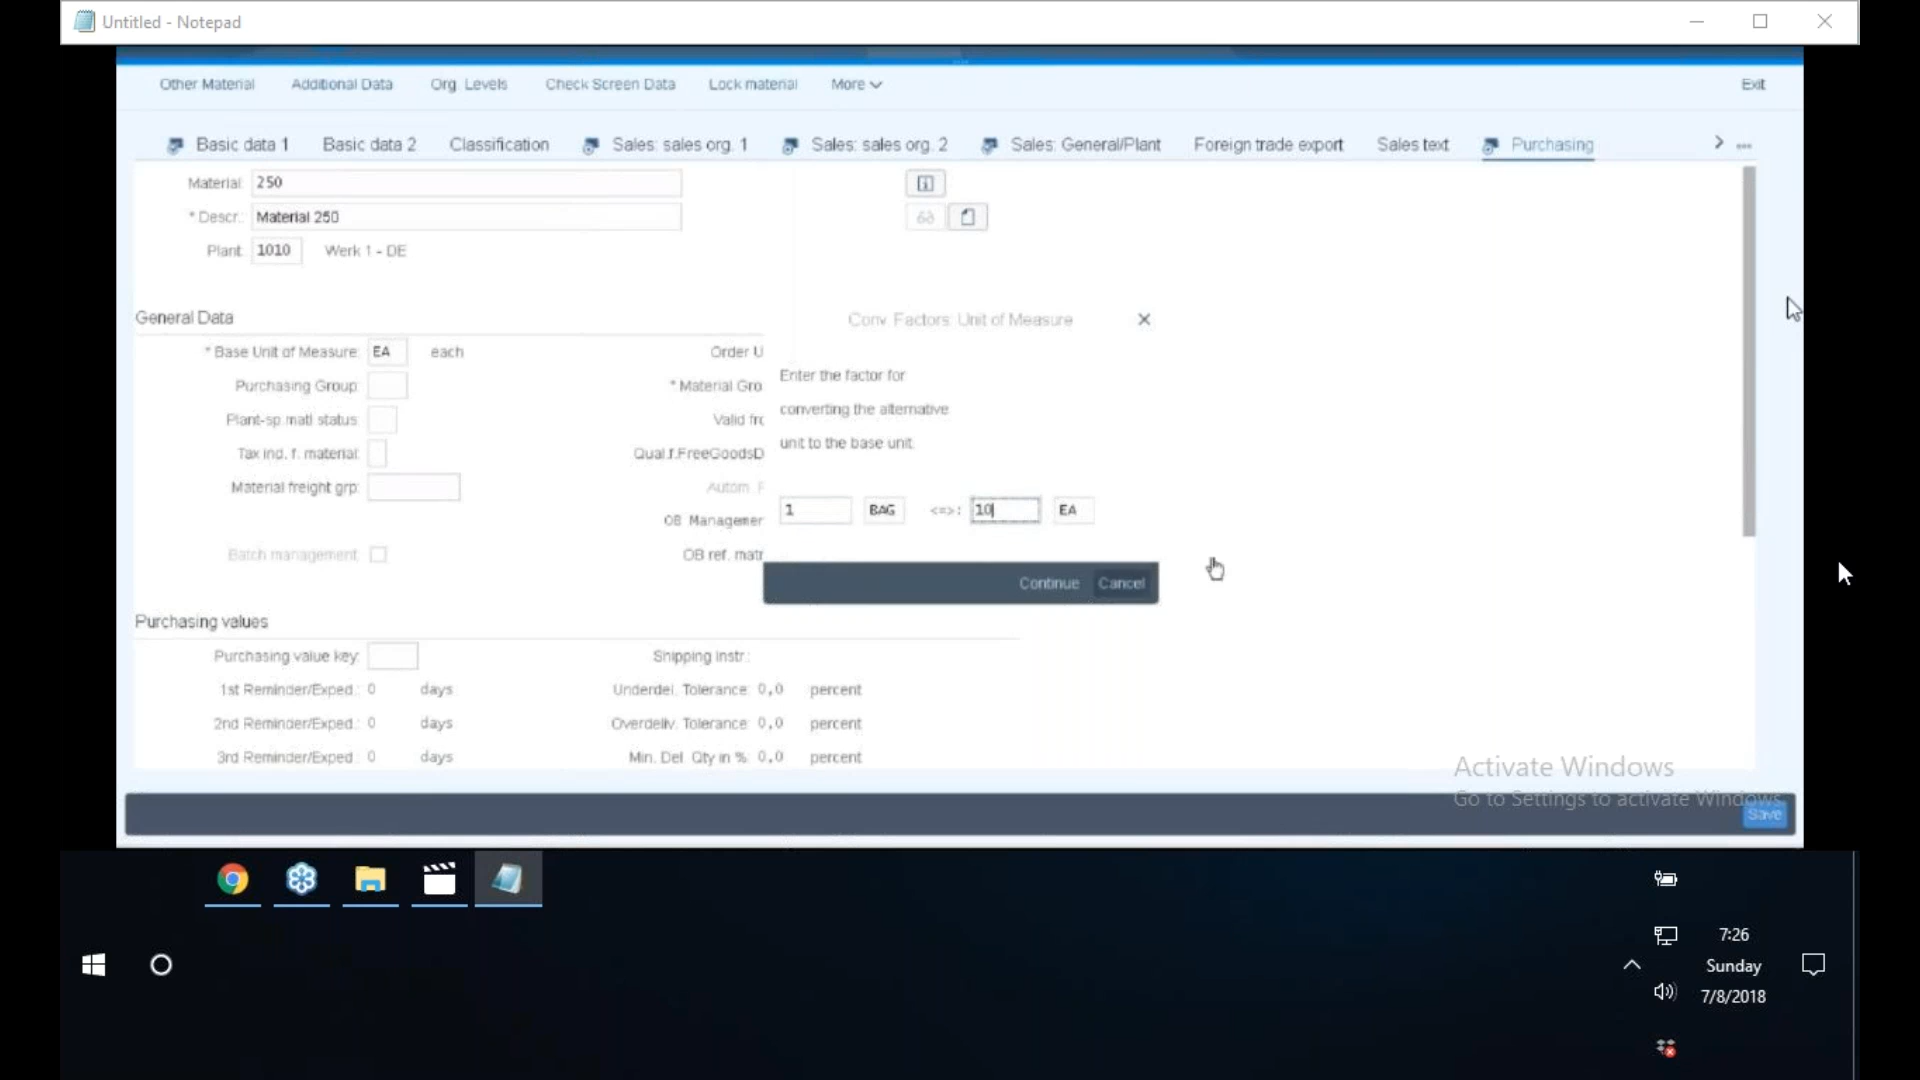 Untitled - Notepad
Other Material Additional Data Org. Levels Check Screen Data Lock material More Exit
Basic data 1 Basic data 2 Classification Sales: sales org. 1 Sales: sales org. 2 Sales: General/Plant Foreign trade export Sales text Purchasing
Material: 250
* Descr.: Material 250
Plant: 1010 Werk 1 - DE
General Data
Conv. Factors: Unit of Measure
* Base Unit of Measure: EA each Order U
Purchasing Group: * Material Gro
Enter the factor for
Plant-sp.matl status: Valid fr
converting the alternative
Tax ind. f. material: Qual.f.FreeGoodsD
unit to the base unit.
Material freight grp: Autom. P
1 BAG <=>: 10 EA
OB Managemer
Batch management: OB ref. matr
Continue Cancel
Purchasing values
Purchasing value key: Shipping Instr.:
1st Reminder/Exped.: 0 days Underdel. Tolerance: 0,0 percent
2nd Reminder/Exped.: 0 days Overdeliv. Tolerance: 0,0 percent
3rd Reminder/Exped.: 0 days Min. Del. Qty in %: 0,0 percent
Activate Windows
Go to Settings to activate Windows.
Save
7:26
Sunday
7/8/2018